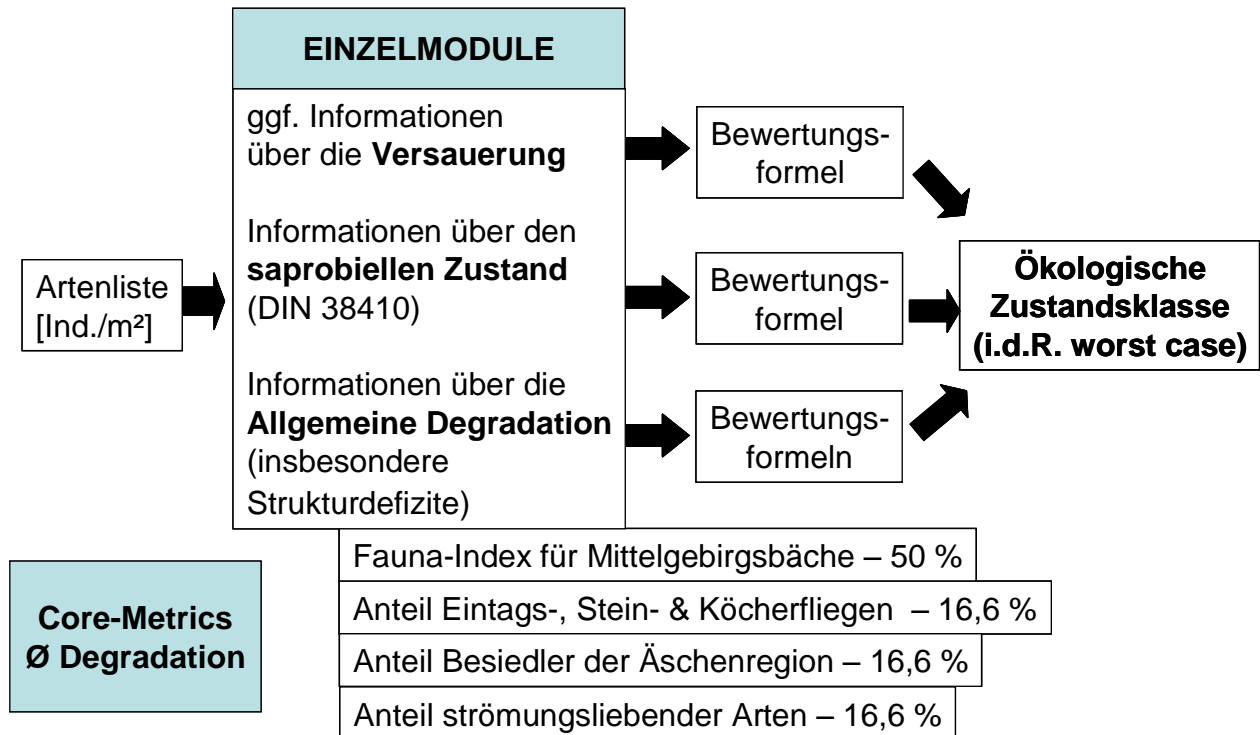 EINZELMODULE
ggf. Informationen
über die Versauerung
Informationen über den
saprobiellen Zustand
(DIN 38410)
Informationen über die
Allgemeine Degradation
(insbesondere
Strukturdefizite)
Artenliste
[Ind./m²]
Bewertungs-
formel
Bewertungs-
formel
Bewertungs-
formeln
Ökologische
Zustandsklasse
(i.d.R. worst case)
Core-Metrics
Ø Degradation
Fauna-Index für Mittelgebirgsbäche – 50 %
Anteil Eintags-, Stein- & Köcherfliegen – 16,6 %
Anteil Besiedler der Äschenregion – 16,6 %
Anteil strömungsliebender Arten – 16,6 %